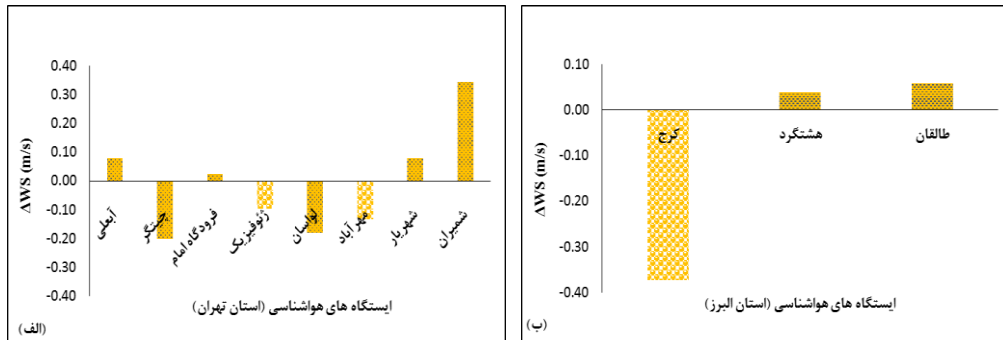 0.40
0.30
0.20
0.10
0.00
-0.10
-0.20
-0.30
-0.40
ΔWS (m/s)
آبعلی
چیتگر
فرودگاه امام
ژئوفیزیک
لواسان
مهرآباد
شهریار
شمیران
ایستگاه های هواشناسی (استان تهران)
(الف)
0.10
0.00
-0.10
-0.20
-0.30
-0.40
ΔWS (m/s)
کرج
هشتگرد
طالقان
ایستگاه های هواشناسی (استان البرز)
(ب)